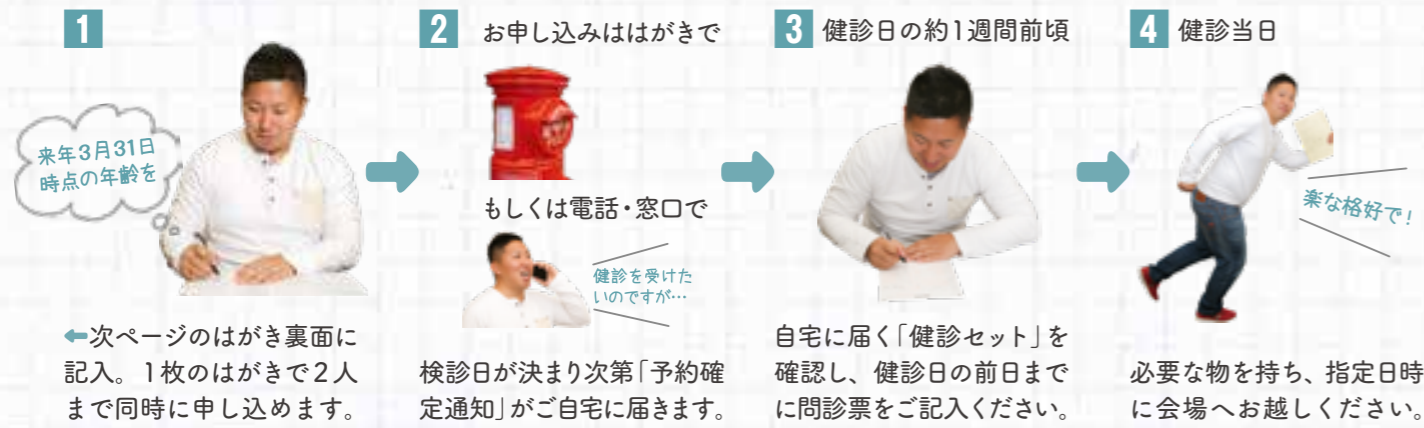 1
来年3月31日
時点の年齢を
←次ページのはがき裏面に
記入。1枚のはがきで2人
まで同時に申し込めます。
2
お申し込みははがきで
もしくは電話・窓口で
健診を受けた
いのですが…
検診日が決まり次第「予約確
定通知」がご自宅に届きます。
3 健診日の約1週間前頃
自宅に届く「健診セット」を
確認し、健診日の前日まで
に問診票をご記入ください。
4 健診当日
楽な格好で!
必要な物を持ち、指定日時
に会場へお越しください。